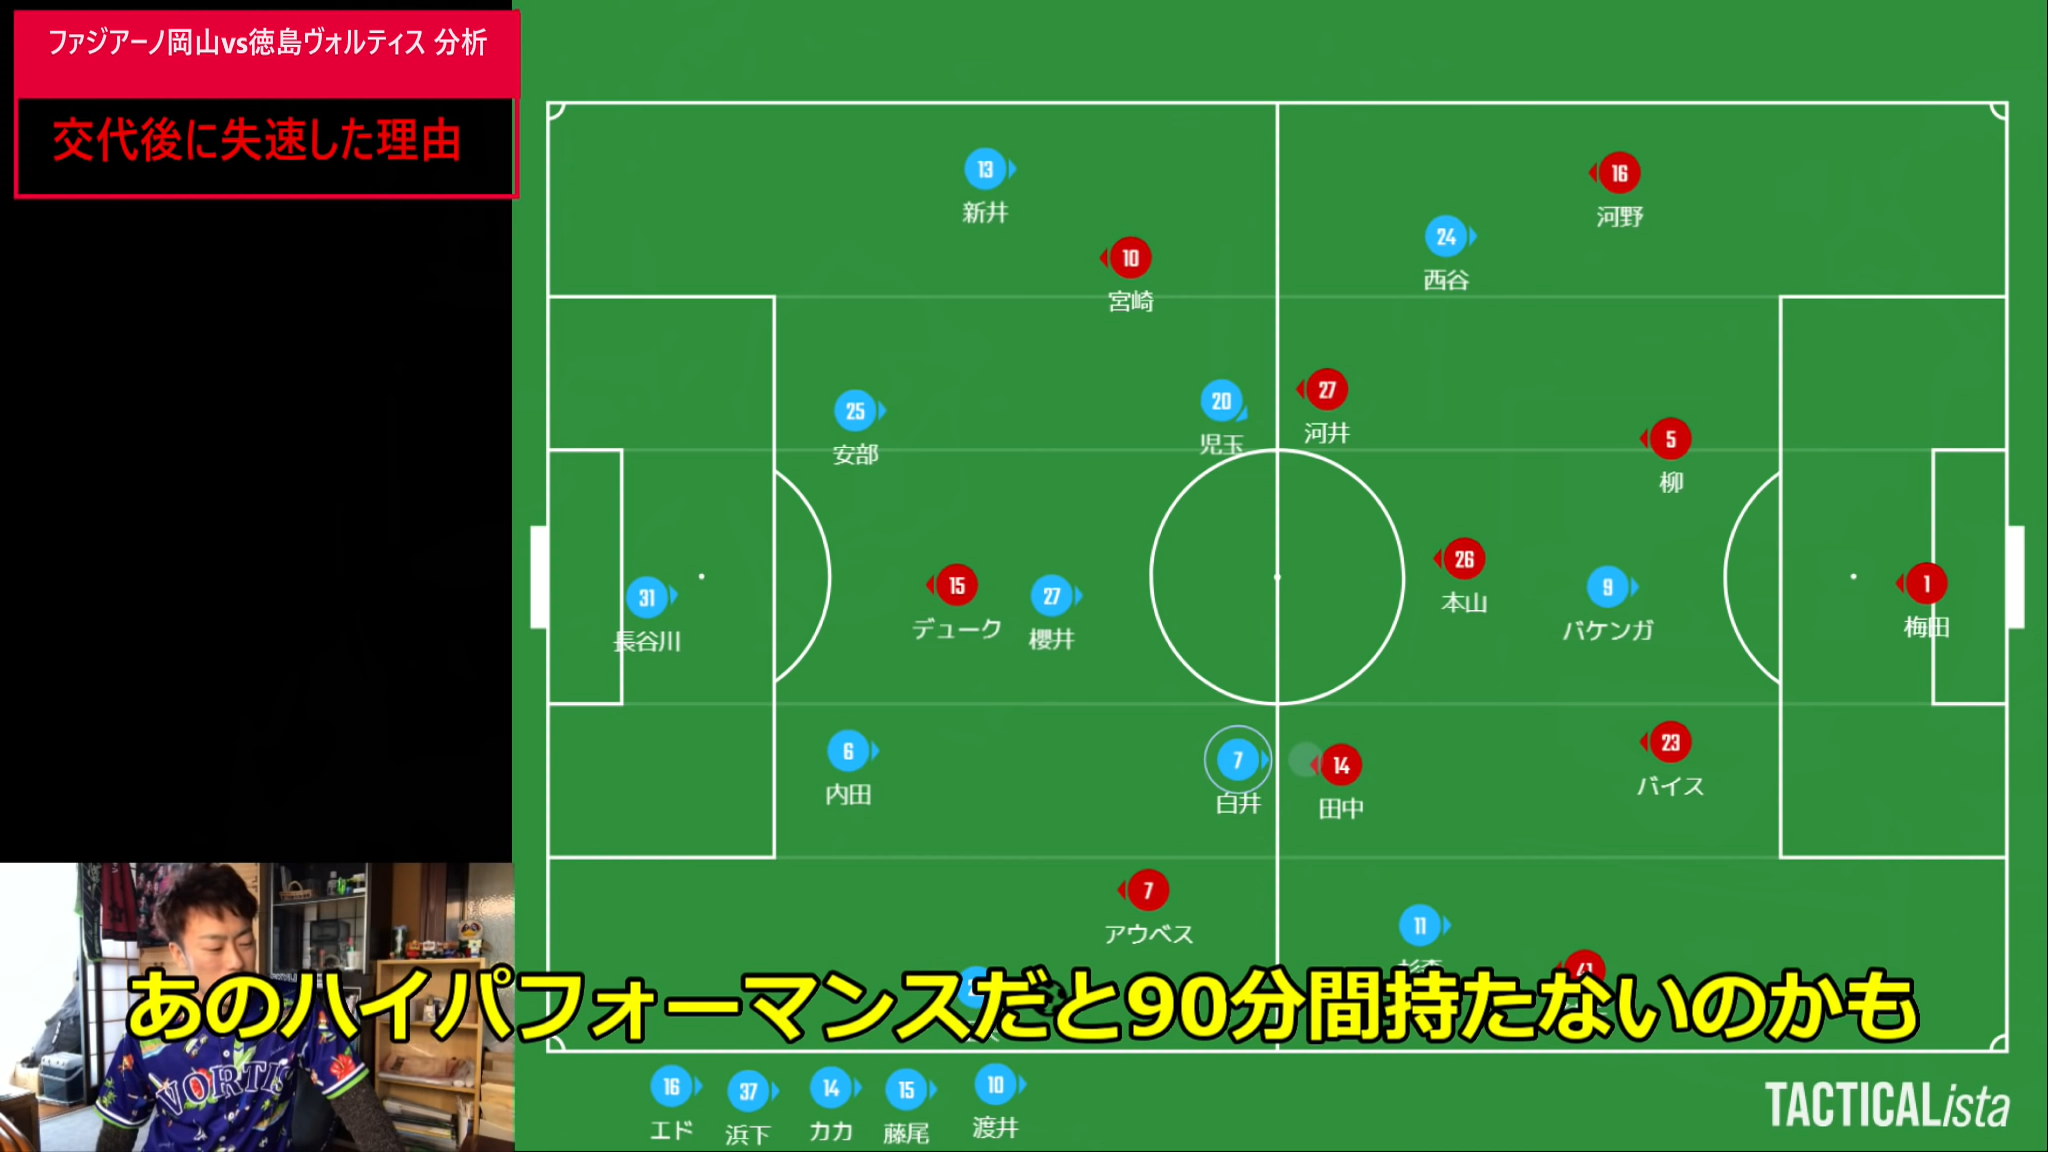 ファジアーノ岡山vs徳島ヴォルティス 分析
交代後に失速した理由
13
新井
16
河野
24
西谷
10
宮崎
27
河井
20
児玉
25
安部
5
柳
26
本山
15
デューク
27
櫻井
9
バケンガ
1
梅田
31
長谷川
6
内田
7
白井
14
田中
23
バイス
7
アウベス
11
41
あのハイパフォーマンスだと90分間持たないのかも
VORTIS
16
エド
37
浜下
14
カカ
15
藤尾
10
渡井
TACTICALista